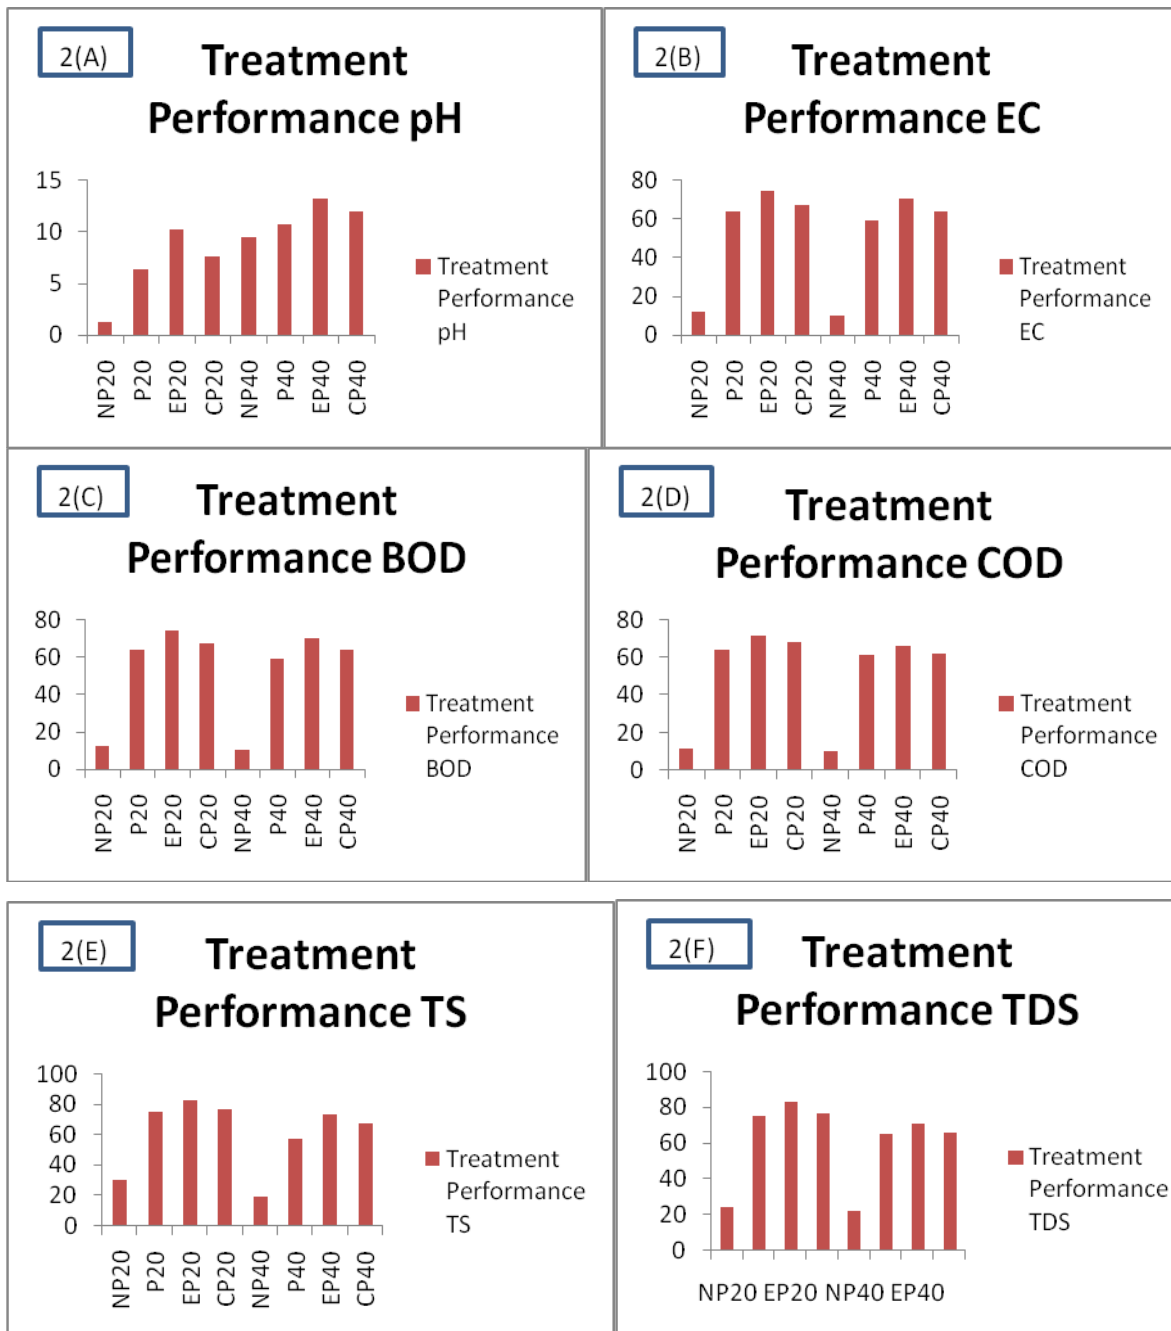 2(A)
Treatment
Performance pH
15
10
5
0
NP20
P20
EP20
CP20
NP40
P40
EP40
CP40
Treatment
Performance
pH
2(B)
Treatment
Performance EC
80
60
40
20
0
NP20
P20
EP20
CP20
NP40
P40
EP40
CP40
Treatment
Performance
EC
2(C)
Treatment
Performance BOD
80
60
40
20
0
NP20
P20
EP20
CP20
NP40
P40
EP40
CP40
Treatment
Performance
BOD
2(D)
Treatment
Performance COD
80
60
40
20
0
NP20
P20
EP20
CP20
NP40
P40
EP40
CP40
Treatment
Performance
COD
2(E)
Treatment
Performance TS
100
80
60
40
20
0
NP20
P20
EP20
CP20
NP40
P40
EP40
CP40
Treatment
Performance
TS
2(F)
Treatment
Performance TDS
100
80
60
40
20
0
NP20 EP20 NP40 EP40
Treatment
Performance
TDS